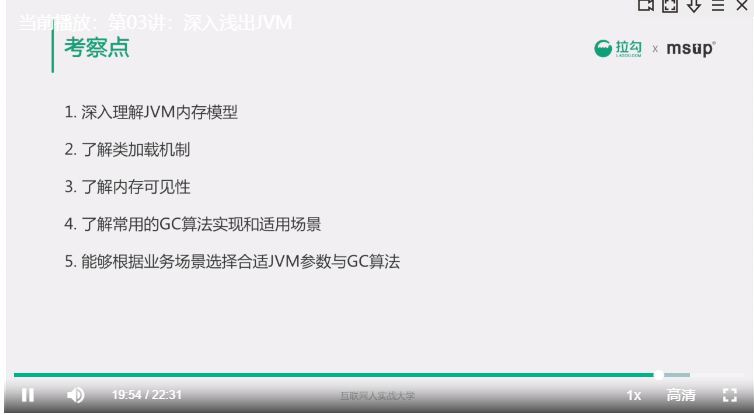 当前播放：第03讲：深入浅出JVM
考察点
拉勾 x msup
LAGOU.COM
1. 深入理解JVM内存模型
2. 了解类加载机制
3. 了解内存可见性
4. 了解常用的GC算法实现和适用场景
5. 能够根据业务场景选择合适JVM参数与GC算法
19:54 / 22:31
互联网人实战大学
1x
高清